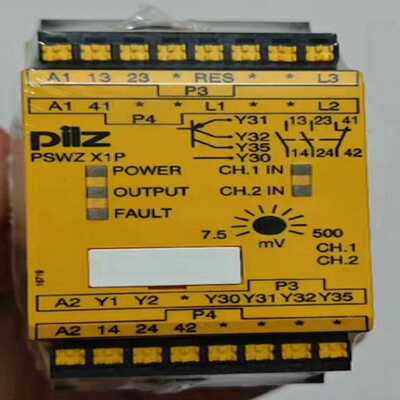 A1 13 23 * RES * * L3
P3
A1 41 * * L1 * * L2
P4
Y31
Y32
Y35
Y30
13 23 41
14 24 42
pilz
PSWZ X1P
POWER
OUTPUT
FAULT
CH.1 IN
CH.2 IN
7.5
mV
500
CH.1
CH.2
P3
A2 Y1 Y2 * Y30 Y31 Y32 Y35
P4
A2 14 24 42 * * * *